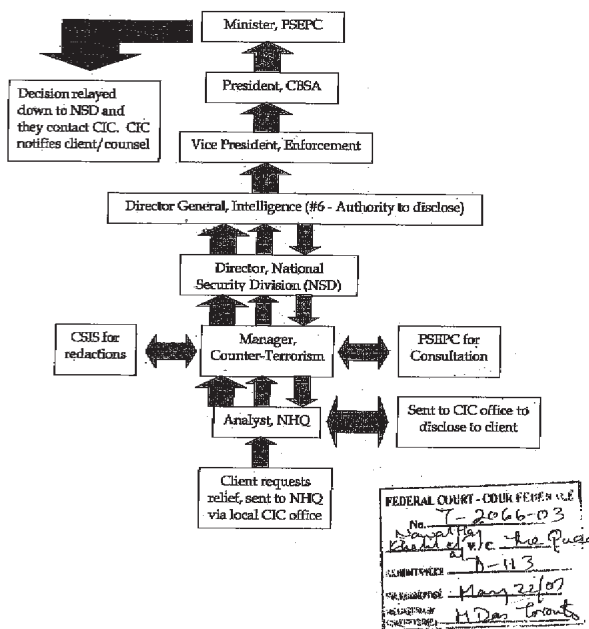 Minister, PSEPC
President, CBSA
Decision relayed
down to NSD and
they contact CIC. CIC
notifies client/counsel
Vice President, Enforcement
Director General, Intelligence (#6 - Authority to disclose)
Director, National
Security Division (NSD)
CSIS for
redactions
Manager,
Counter-Terrorism
PSEPC for
Consultation
Analyst, NHQ
Sent to CIC office to
disclose to client
Client requests
relief, sent to NHQ
via local CIC office
FEDERAL COURT - COUR FEDERALE
No. T-2066-03
D-113
May 22/07
M Das Toronto